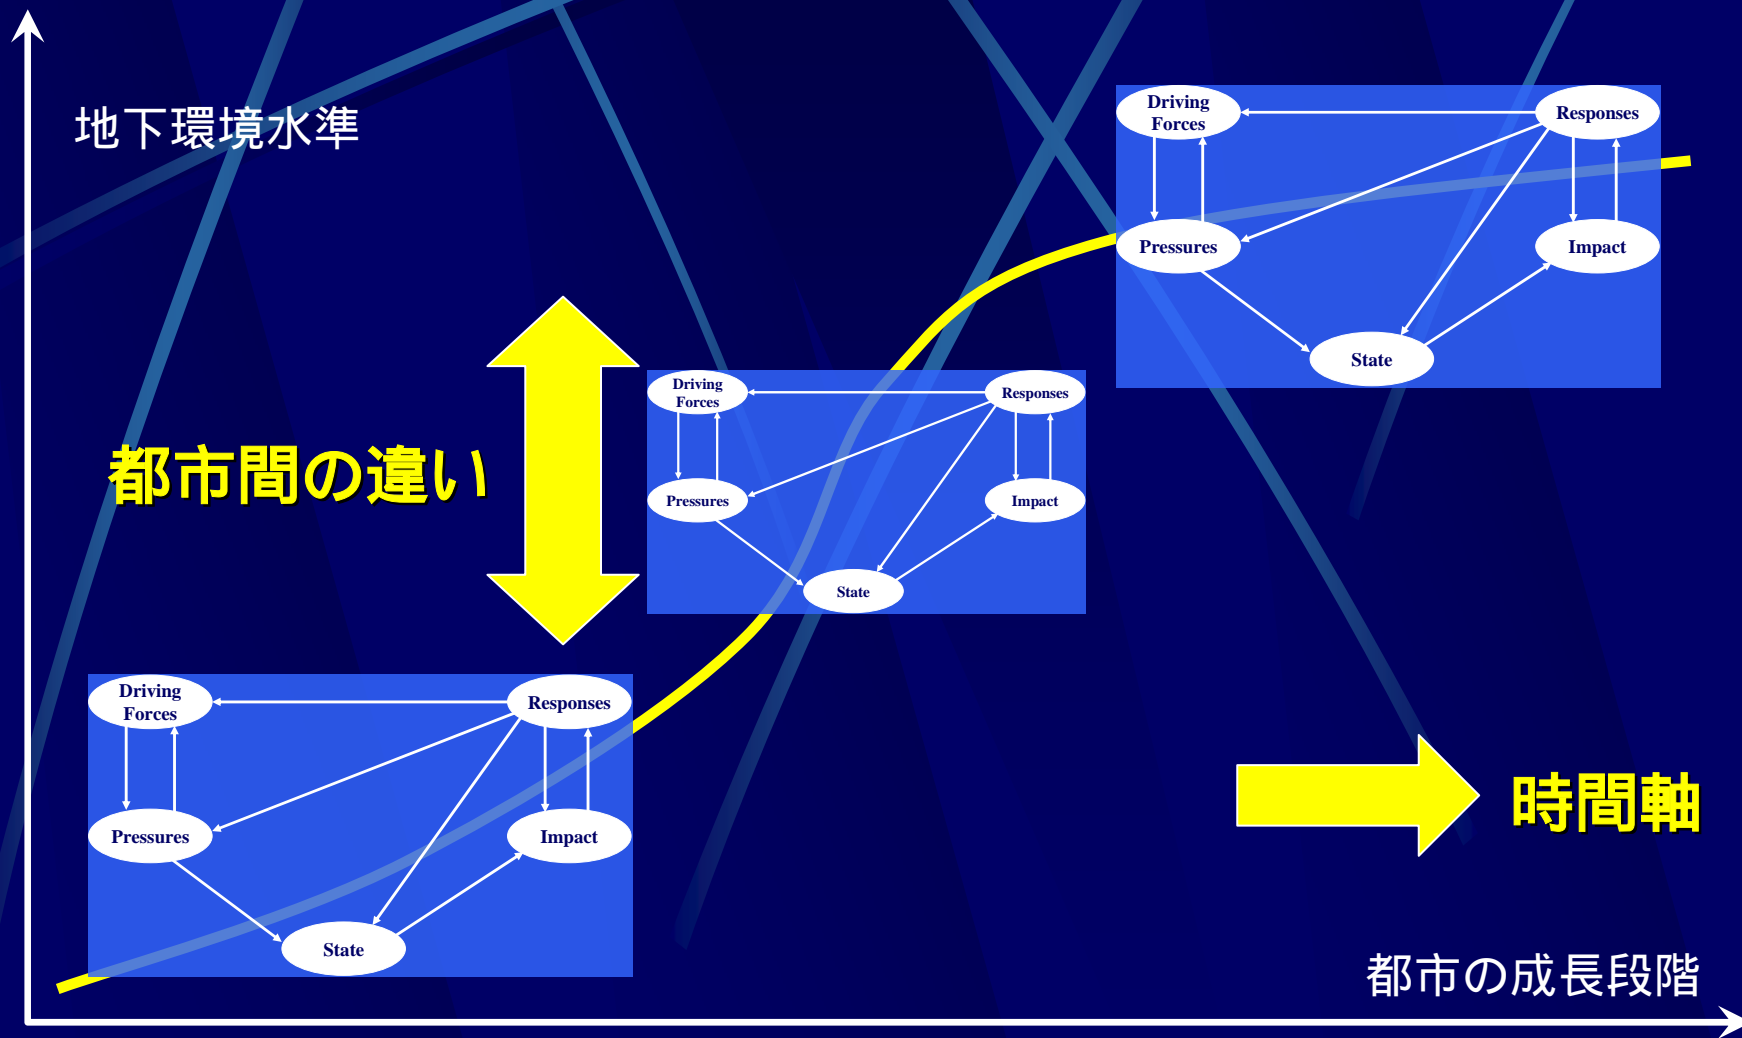 地下環境水準
Driving
Forces
Responses
Pressures
Impact
State
都市間の違い
Driving
Forces
Responses
Pressures
Impact
State
Driving
Forces
Responses
Pressures
Impact
State
時間軸
都市の成長段階